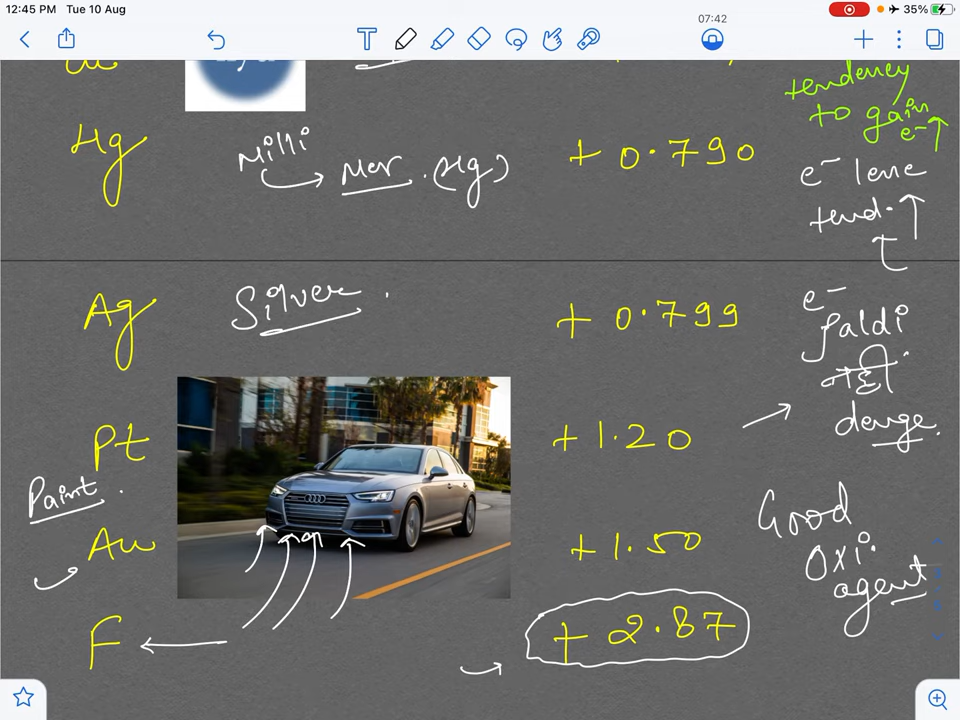 12:45 PM Tue 10 Aug
35%
07:42
T
tendency
to gain
e-↑
Hg
Milli
Mer. (Hg)
+ 0.790
e- lene
tend. ↑
Ag
Silver.
+ 0.799
e-
Jaldi
नही
denge.
Pt
+ 1.20
Paint.
Au
+ 1.50
Good
oxi.
agent
F
+ 2.87